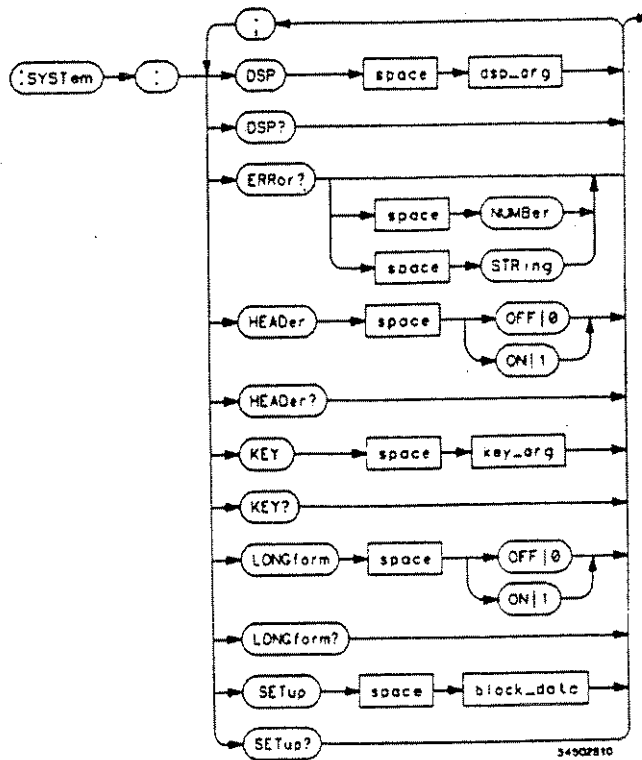 ;
:SYSTem : DSP space dsp_arg
DSP?
ERRor?
space NUMBer
space STRing
HEADer space OFF|0
ON|1
HEADer?
KEY space key_arg
KEY?
LONGform space OFF|0
ON|1
LONGform?
SETup space block_data
SETup?
54502B10